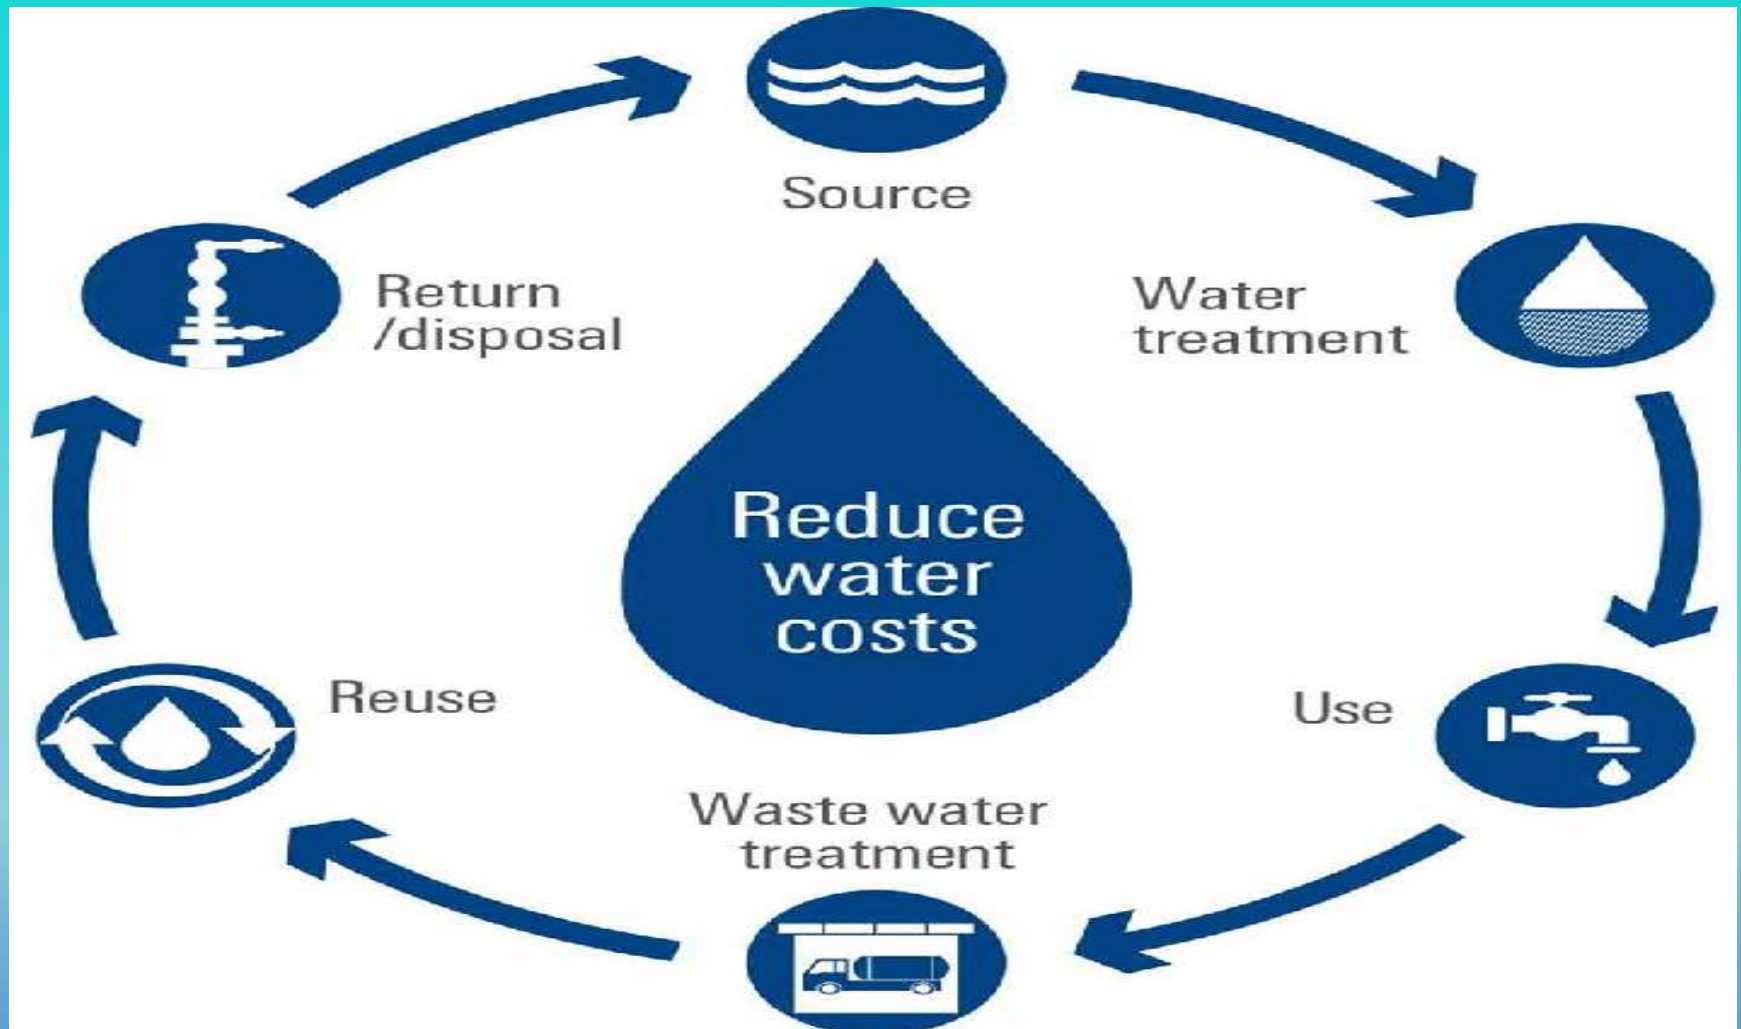 Source
Water
treatment
Use
Waste water
treatment
Reuse
Return
/disposal
Reduce
water
costs